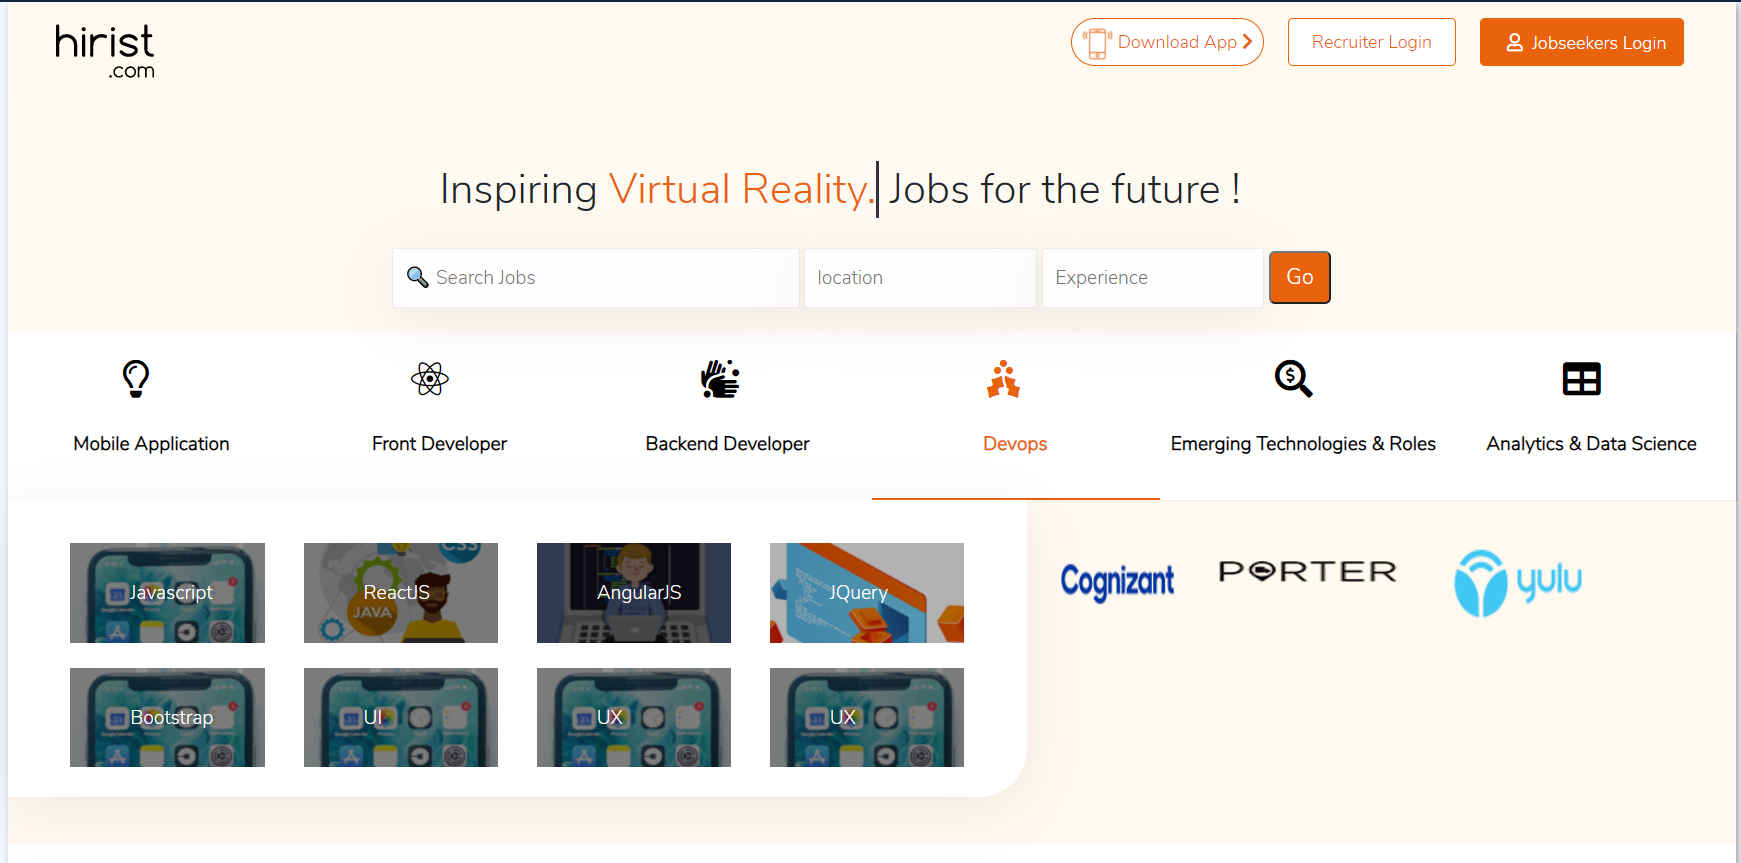 hirist
.com
Download App
Recruiter Login
Jobseekers Login
Inspiring Virtual Reality. Jobs for the future !
Search Jobs
location
Experience
Go
Mobile Application
Front Developer
Backend Developer
Devops
Emerging Technologies & Roles
Analytics & Data Science
Javascript
ReactJS
CSS
JAVA
AngularJS
JQuery
Cognizant
PORTER
yulu
Bootstrap
UI
UX
UX